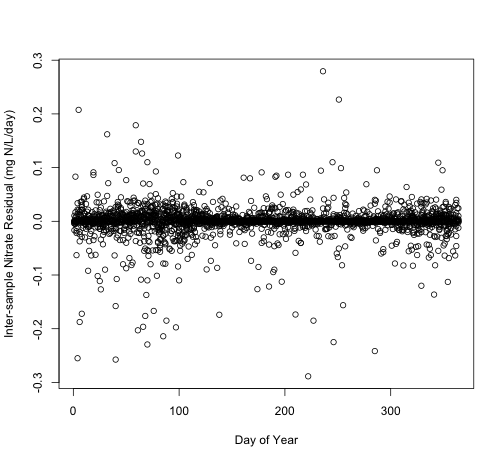 0.3
0.2
0.1
0.0
-0.1
-0.2
-0.3
Inter-sample Nitrate Residual (mg N/L/day)
0 100 200 300
Day of Year